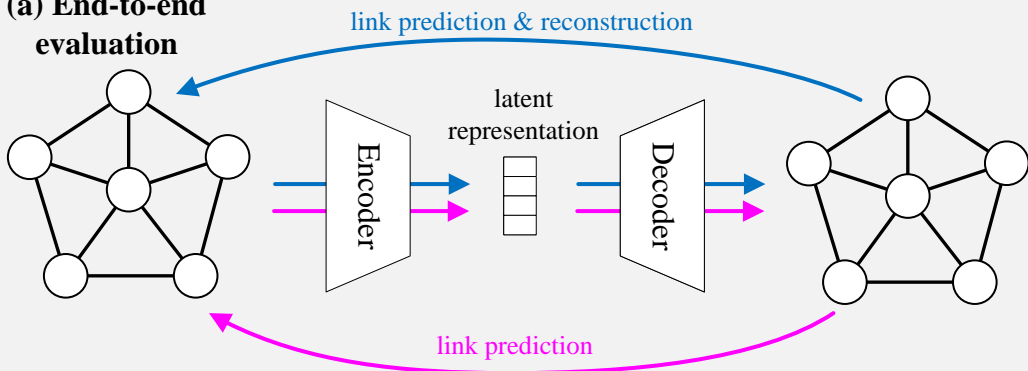 (a) End-to-end
evaluation
link prediction & reconstruction
latent
representation
Encoder
Decoder
link prediction